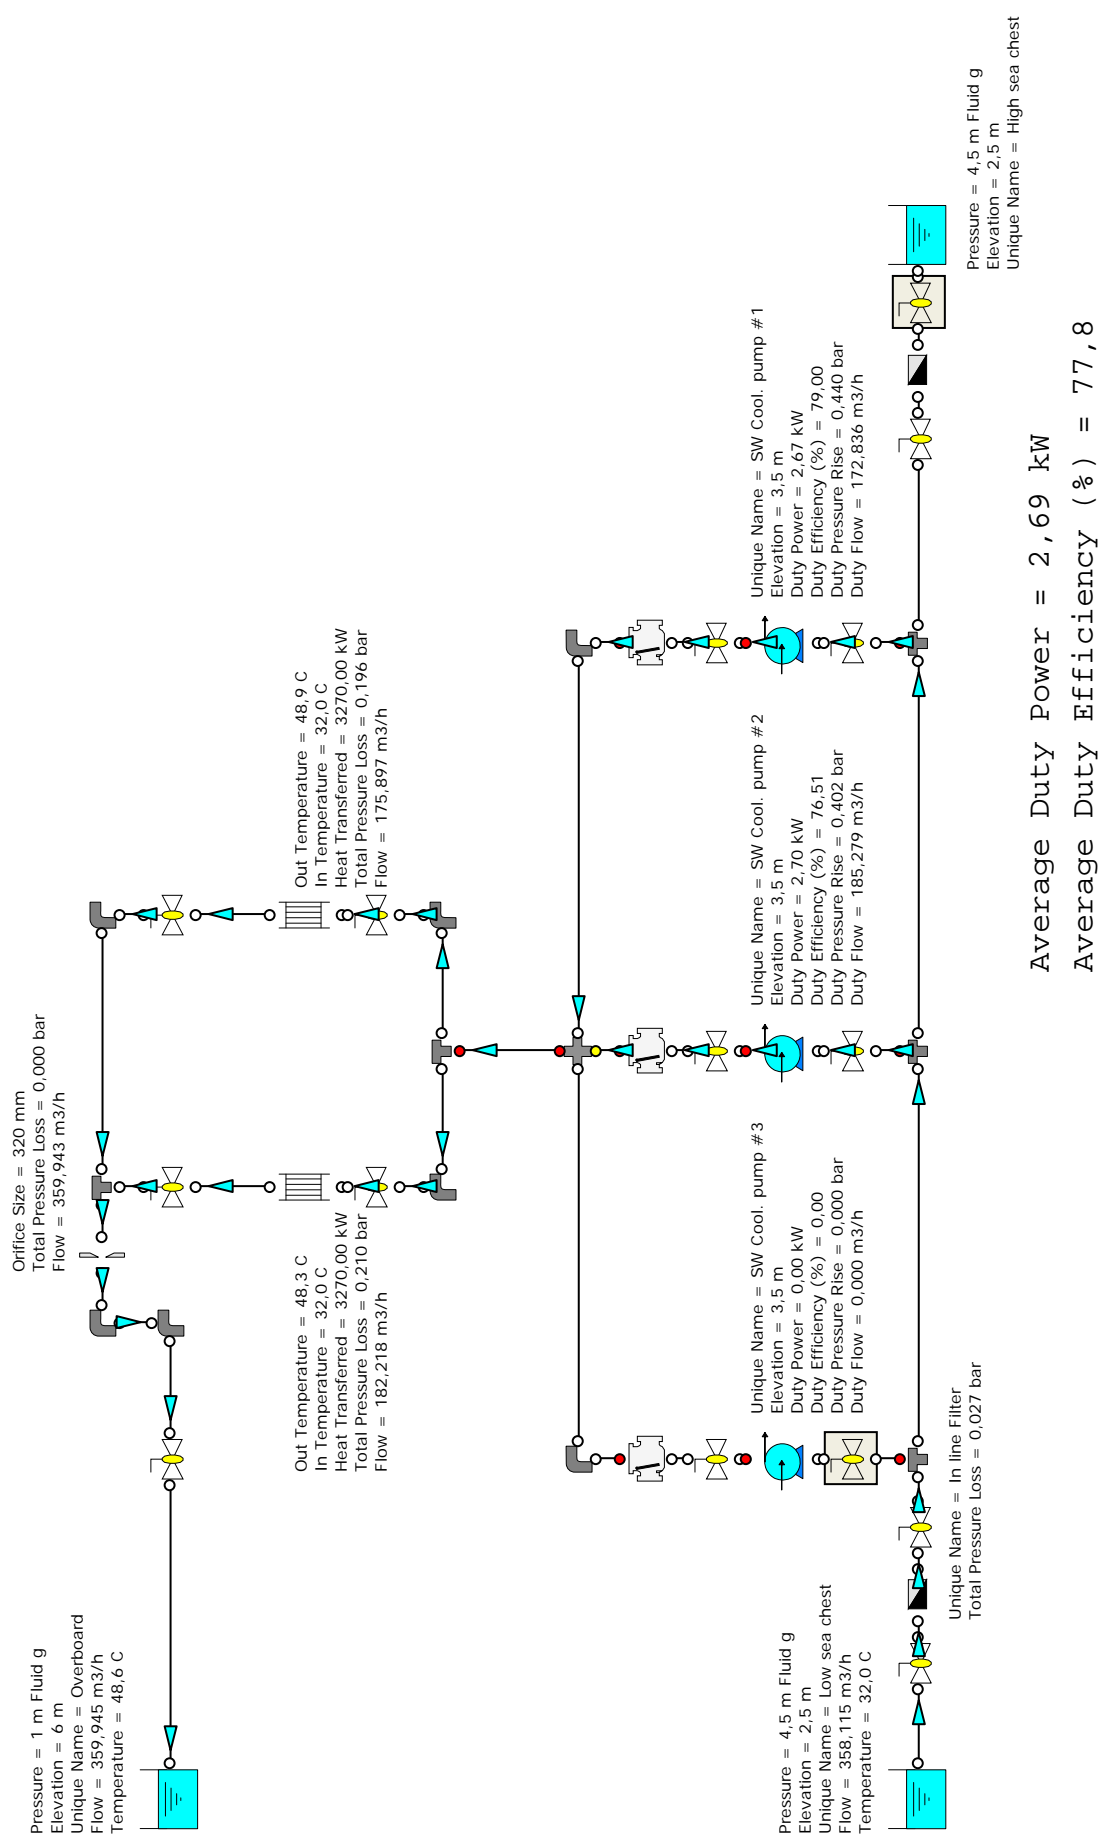 Pressure = 1 m Fluid g
Elevation = 6 m
Unique Name = Overboard
Flow = 359,945 m3/h
Temperature = 48,6 C
Orifice Size = 320 mm
Total Pressure Loss = 0,000 bar
Flow = 359,943 m3/h
Out Temperature = 48,3 C
In Temperature = 32,0 C
Heat Transferred = 3270,00 kW
Total Pressure Loss = 0,210 bar
Flow = 182,218 m3/h
Out Temperature = 48,9 C
In Temperature = 32,0 C
Heat Transferred = 3270,00 kW
Total Pressure Loss = 0,196 bar
Flow = 175,897 m3/h
Unique Name = SW Cool. pump #3
Elevation = 3,5 m
Duty Power = 0,00 kW
Duty Efficiency (%) = 0,00
Duty Pressure Rise = 0,000 bar
Duty Flow = 0,000 m3/h
Unique Name = SW Cool. pump #2
Elevation = 3,5 m
Duty Power = 2,70 kW
Duty Efficiency (%) = 76,51
Duty Pressure Rise = 0,402 bar
Duty Flow = 185,279 m3/h
Unique Name = SW Cool. pump #1
Elevation = 3,5 m
Duty Power = 2,67 kW
Duty Efficiency (%) = 79,00
Duty Pressure Rise = 0,440 bar
Duty Flow = 172,836 m3/h
Pressure = 4,5 m Fluid g
Elevation = 2,5 m
Unique Name = Low sea chest
Flow = 358,115 m3/h
Temperature = 32,0 C
Unique Name = In line Filter
Total Pressure Loss = 0,027 bar
Pressure = 4,5 m Fluid g
Elevation = 2,5 m
Unique Name = High sea chest
Average Duty Power = 2,69 kW
Average Duty Efficiency (%) = 77,8